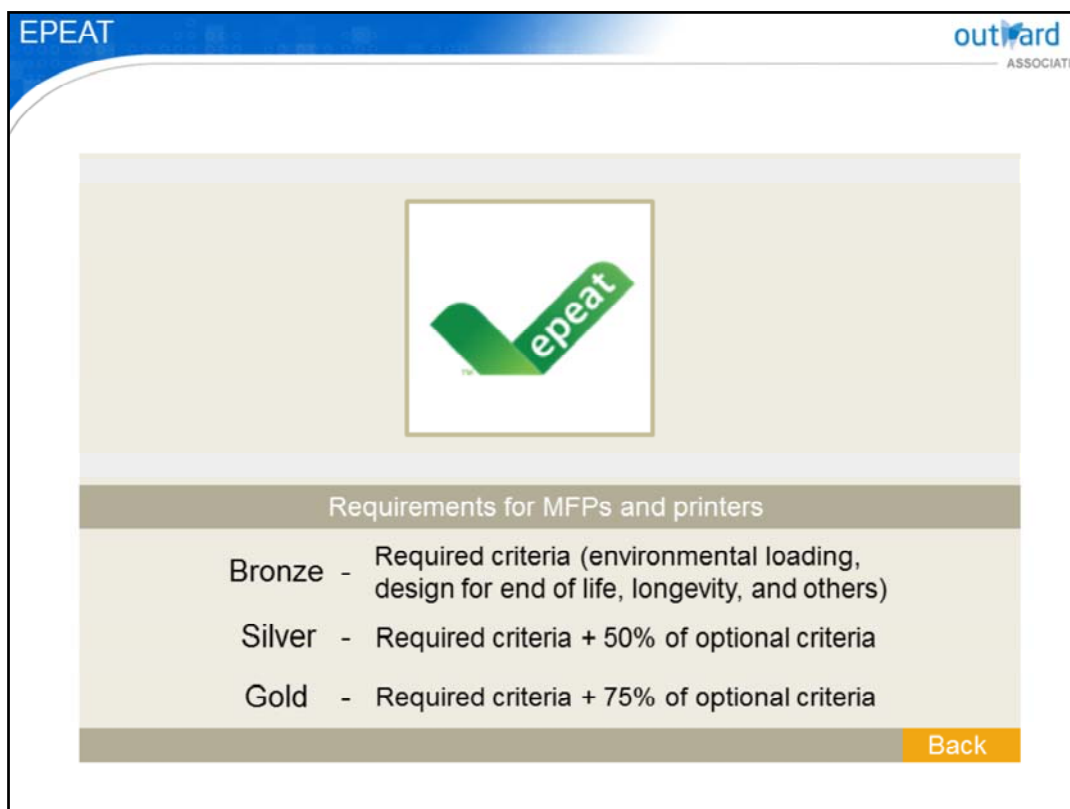 EPEAT
outward
ASSOCIAT
epeat
TM
Requirements for MFPs and printers
Bronze - Required criteria (environmental loading,
design for end of life, longevity, and others)
Silver - Required criteria + 50% of optional criteria
Gold - Required criteria + 75% of optional criteria
Back